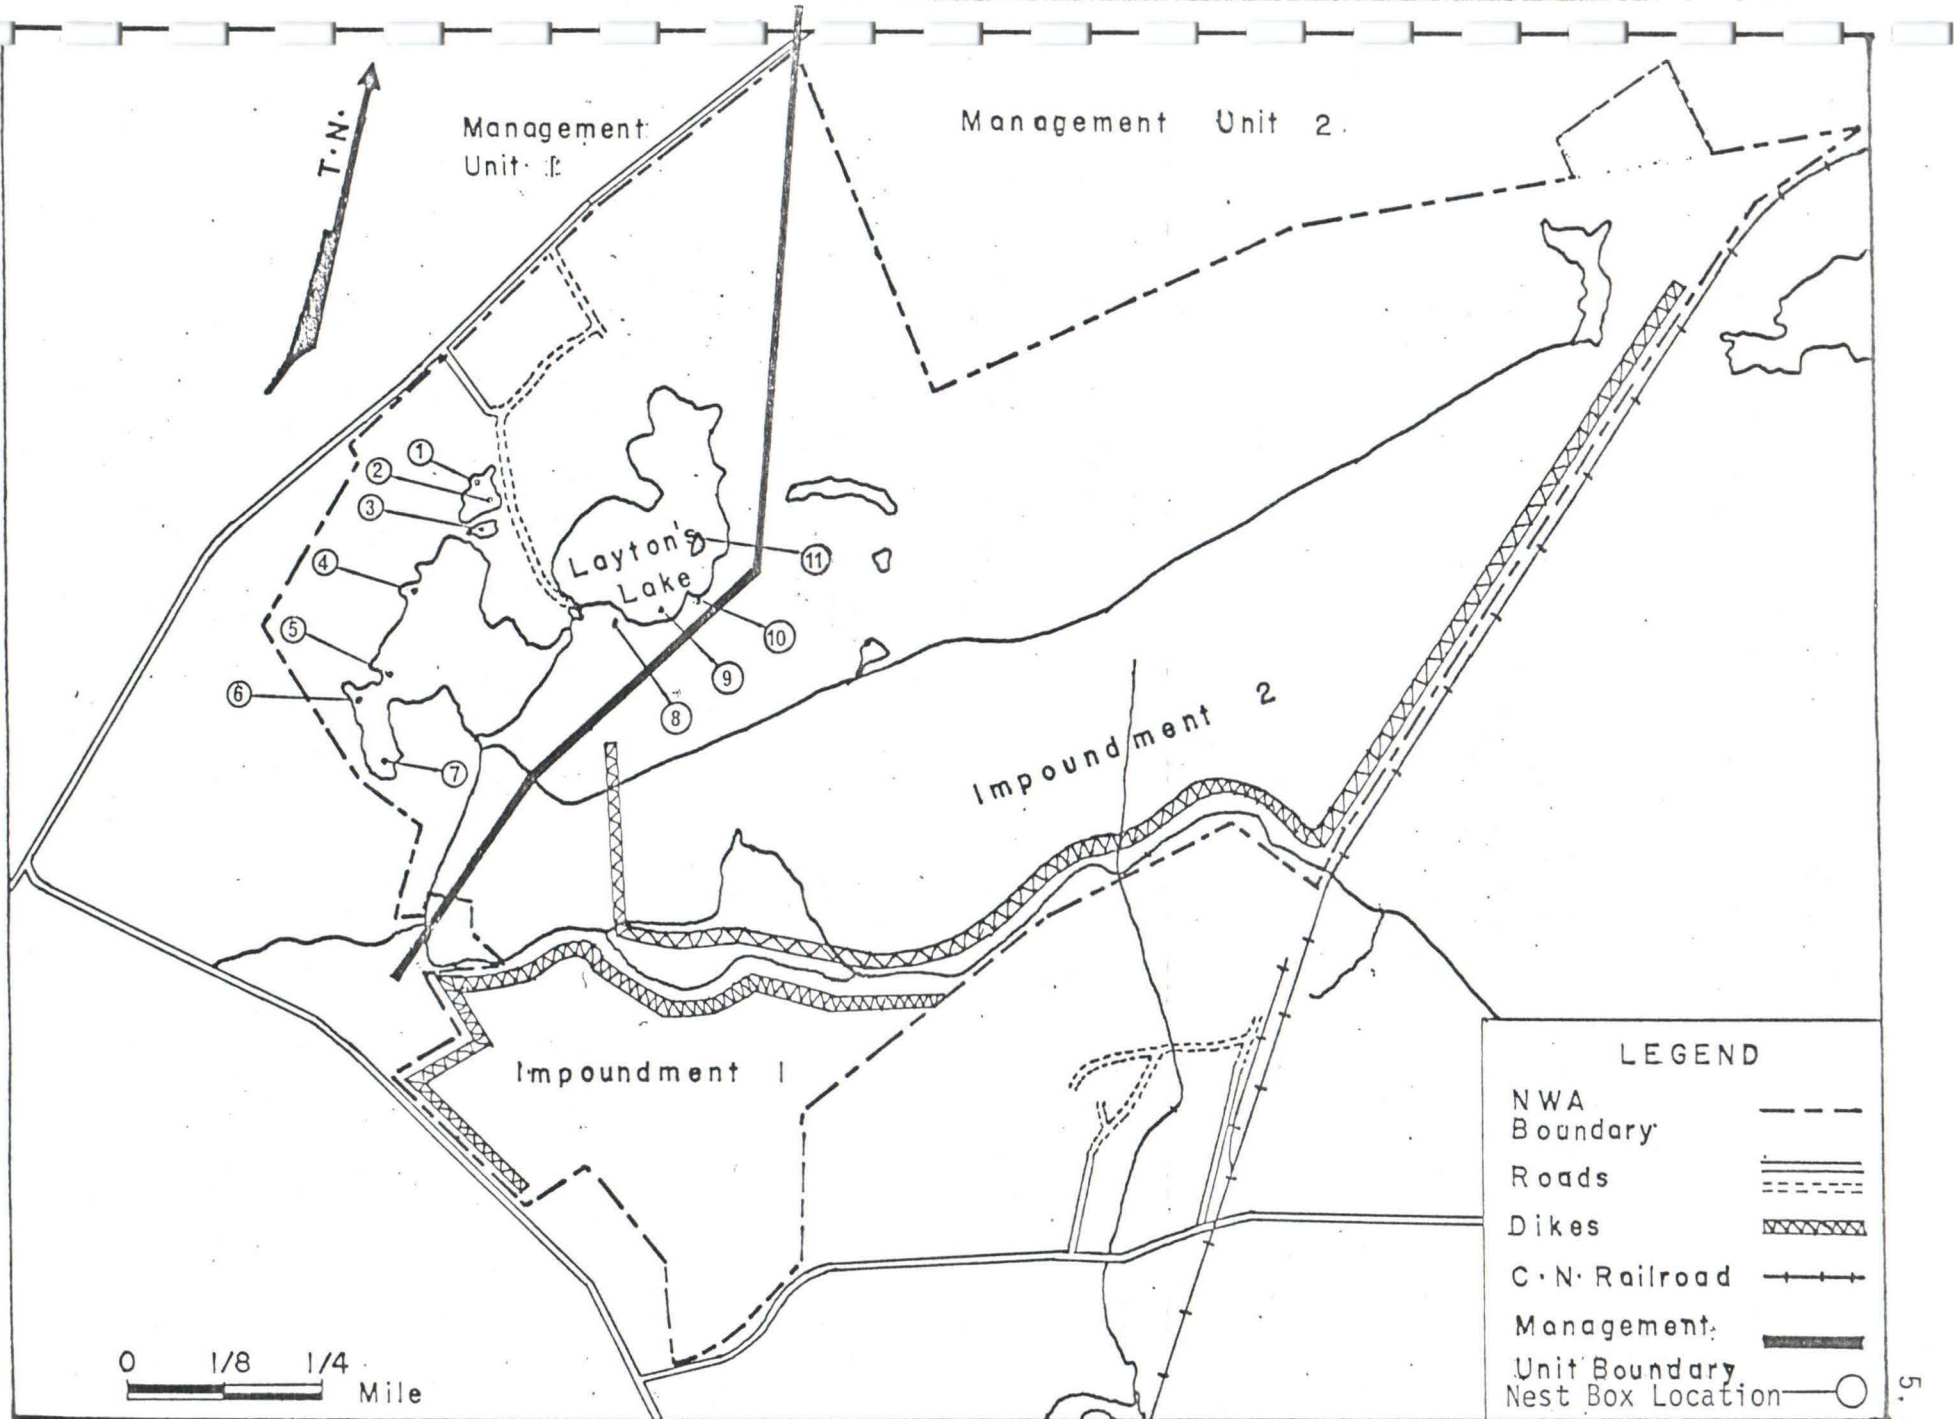 T.N.
Management
Unit 1
Management Unit 2.
1
2
3
4
5
6
7
8
9
10
11
Layton's
Lake
Impoundment 2
Impoundment 1
LEGEND
NWA
Boundary
Roads
Dikes
C.N. Railroad
Management
Unit Boundary
Nest Box Location
0 1/8 1/4
Mile
5.